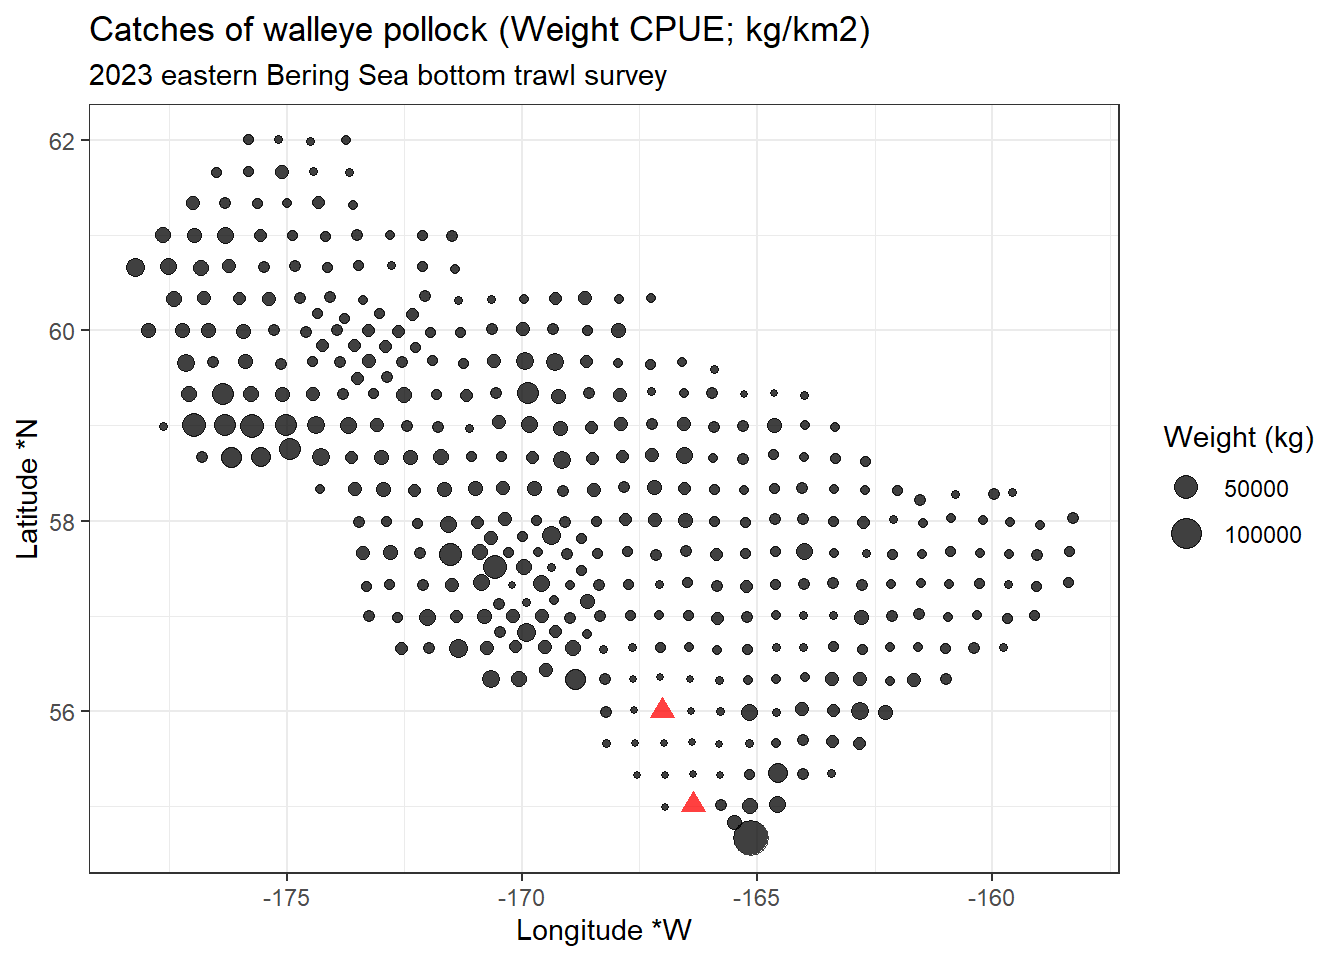 Catches of walleye pollock (Weight CPUE; kg/km2)
2023 eastern Bering Sea bottom trawl survey
62
60
58
56
Latitude *N
-175
-170
-165
-160
Longitude *W
Weight (kg)
50000
100000